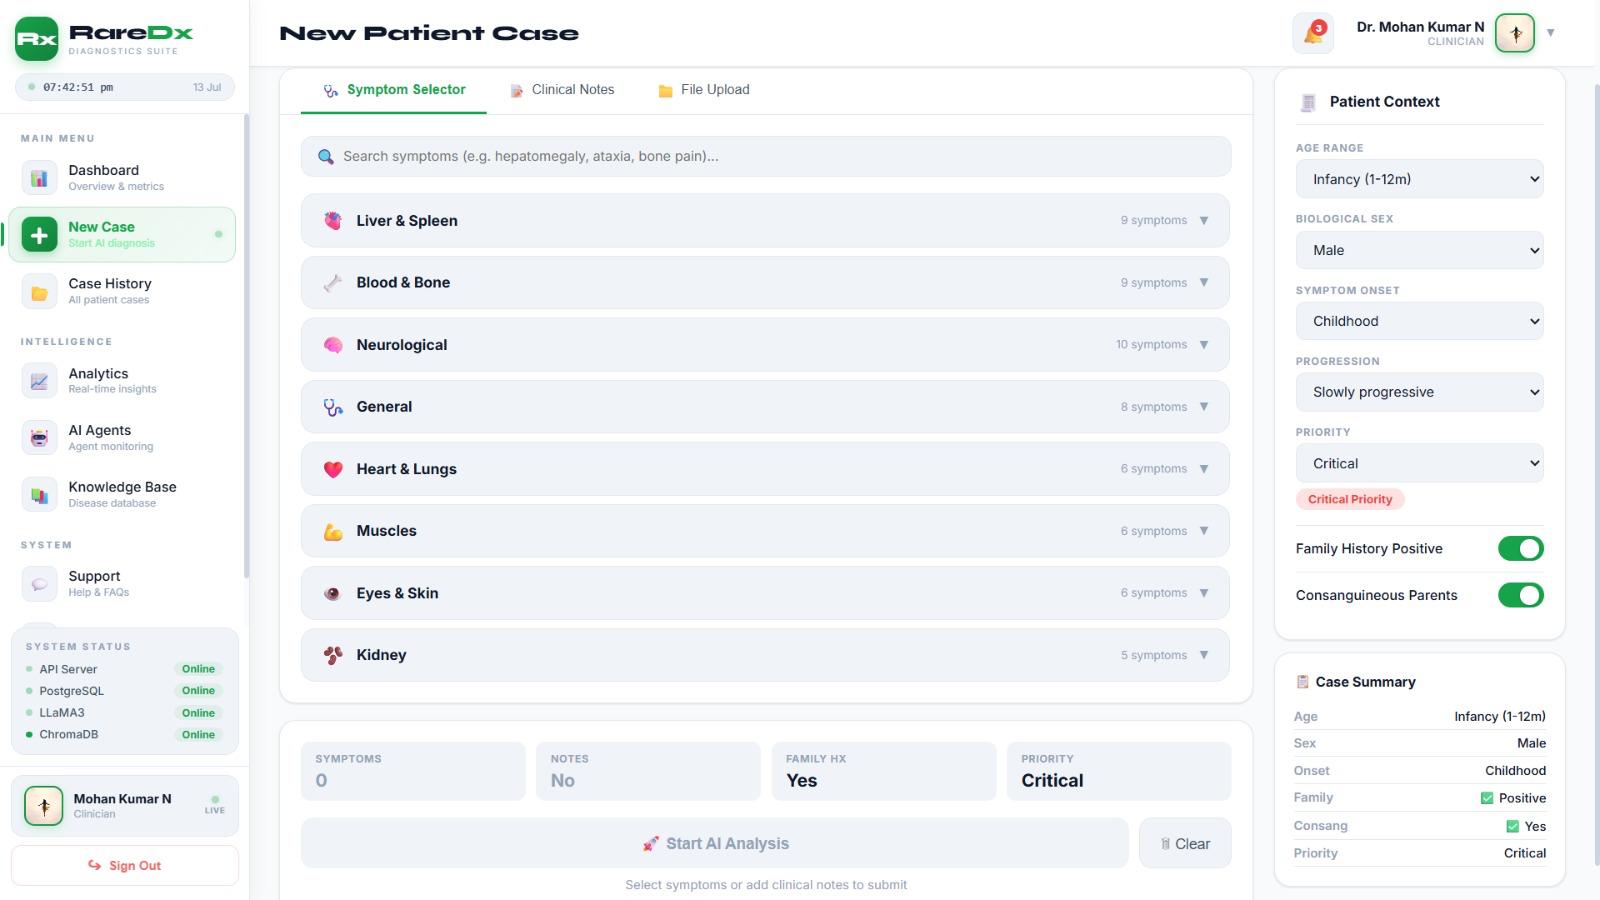 Rx
RareDx
DIAGNOSTICS SUITE
07:42:51 pm 13 Jul
MAIN MENU
Dashboard
Overview & metrics
New Case
Start AI diagnosis
Case History
All patient cases
INTELLIGENCE
Analytics
Real-time insights
AI Agents
Agent monitoring
Knowledge Base
Disease database
SYSTEM
Support
Help & FAQs
SYSTEM STATUS
API Server Online
PostgreSQL Online
LLaMA3 Online
ChromaDB Online
Mohan Kumar N
Clinician
LIVE
Sign Out
New Patient Case
3
Dr. Mohan Kumar N
CLINICIAN
Symptom Selector Clinical Notes File Upload
Search symptoms (e.g. hepatomegaly, ataxia, bone pain)...
Liver & Spleen 9 symptoms
Blood & Bone 9 symptoms
Neurological 10 symptoms
General 8 symptoms
Heart & Lungs 6 symptoms
Muscles 6 symptoms
Eyes & Skin 6 symptoms
Kidney 5 symptoms
SYMPTOMS
0
NOTES
No
FAMILY HX
Yes
PRIORITY
Critical
Start AI Analysis
Clear
Select symptoms or add clinical notes to submit
Patient Context
AGE RANGE
Infancy (1-12m)
BIOLOGICAL SEX
Male
SYMPTOM ONSET
Childhood
PROGRESSION
Slowly progressive
PRIORITY
Critical
Critical Priority
Family History Positive
Consanguineous Parents
Case Summary
Age Infancy (1-12m)
Sex Male
Onset Childhood
Family ✅ Positive
Consang ✅ Yes
Priority Critical